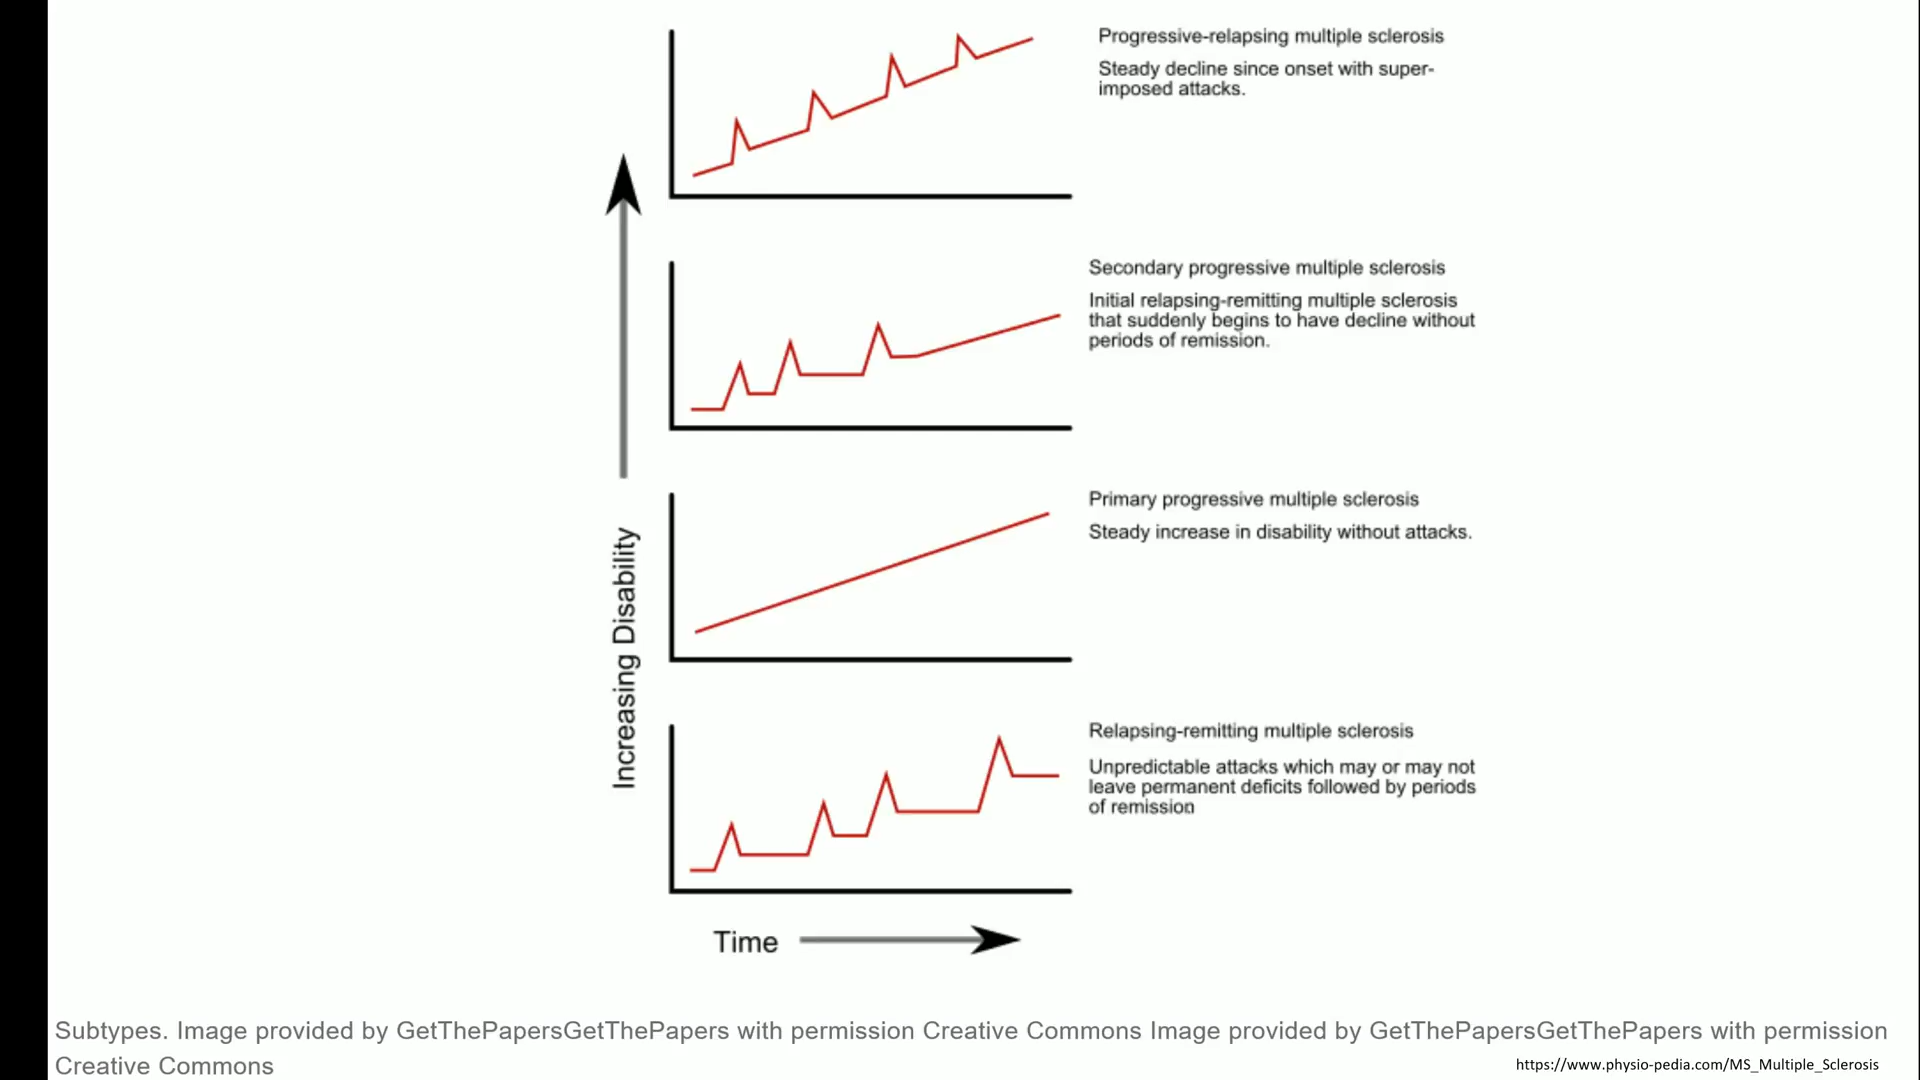 Progressive-relapsing multiple sclerosis
Steady decline since onset with super-
imposed attacks.
Secondary progressive multiple sclerosis
Initial relapsing-remitting multiple sclerosis
that suddenly begins to have decline without
periods of remission.
Primary progressive multiple sclerosis
Steady increase in disability without attacks.
Increasing Disability
Relapsing-remitting multiple sclerosis
Unpredictable attacks which may or may not
leave permanent deficits followed by periods
of remission
Time
Subtypes. Image provided by GetThePapersGetThePapers with permission Creative Commons Image provided by GetThePapersGetThePapers with permission
Creative Commons
https://www.physio-pedia.com/MS_Multiple_Sclerosis